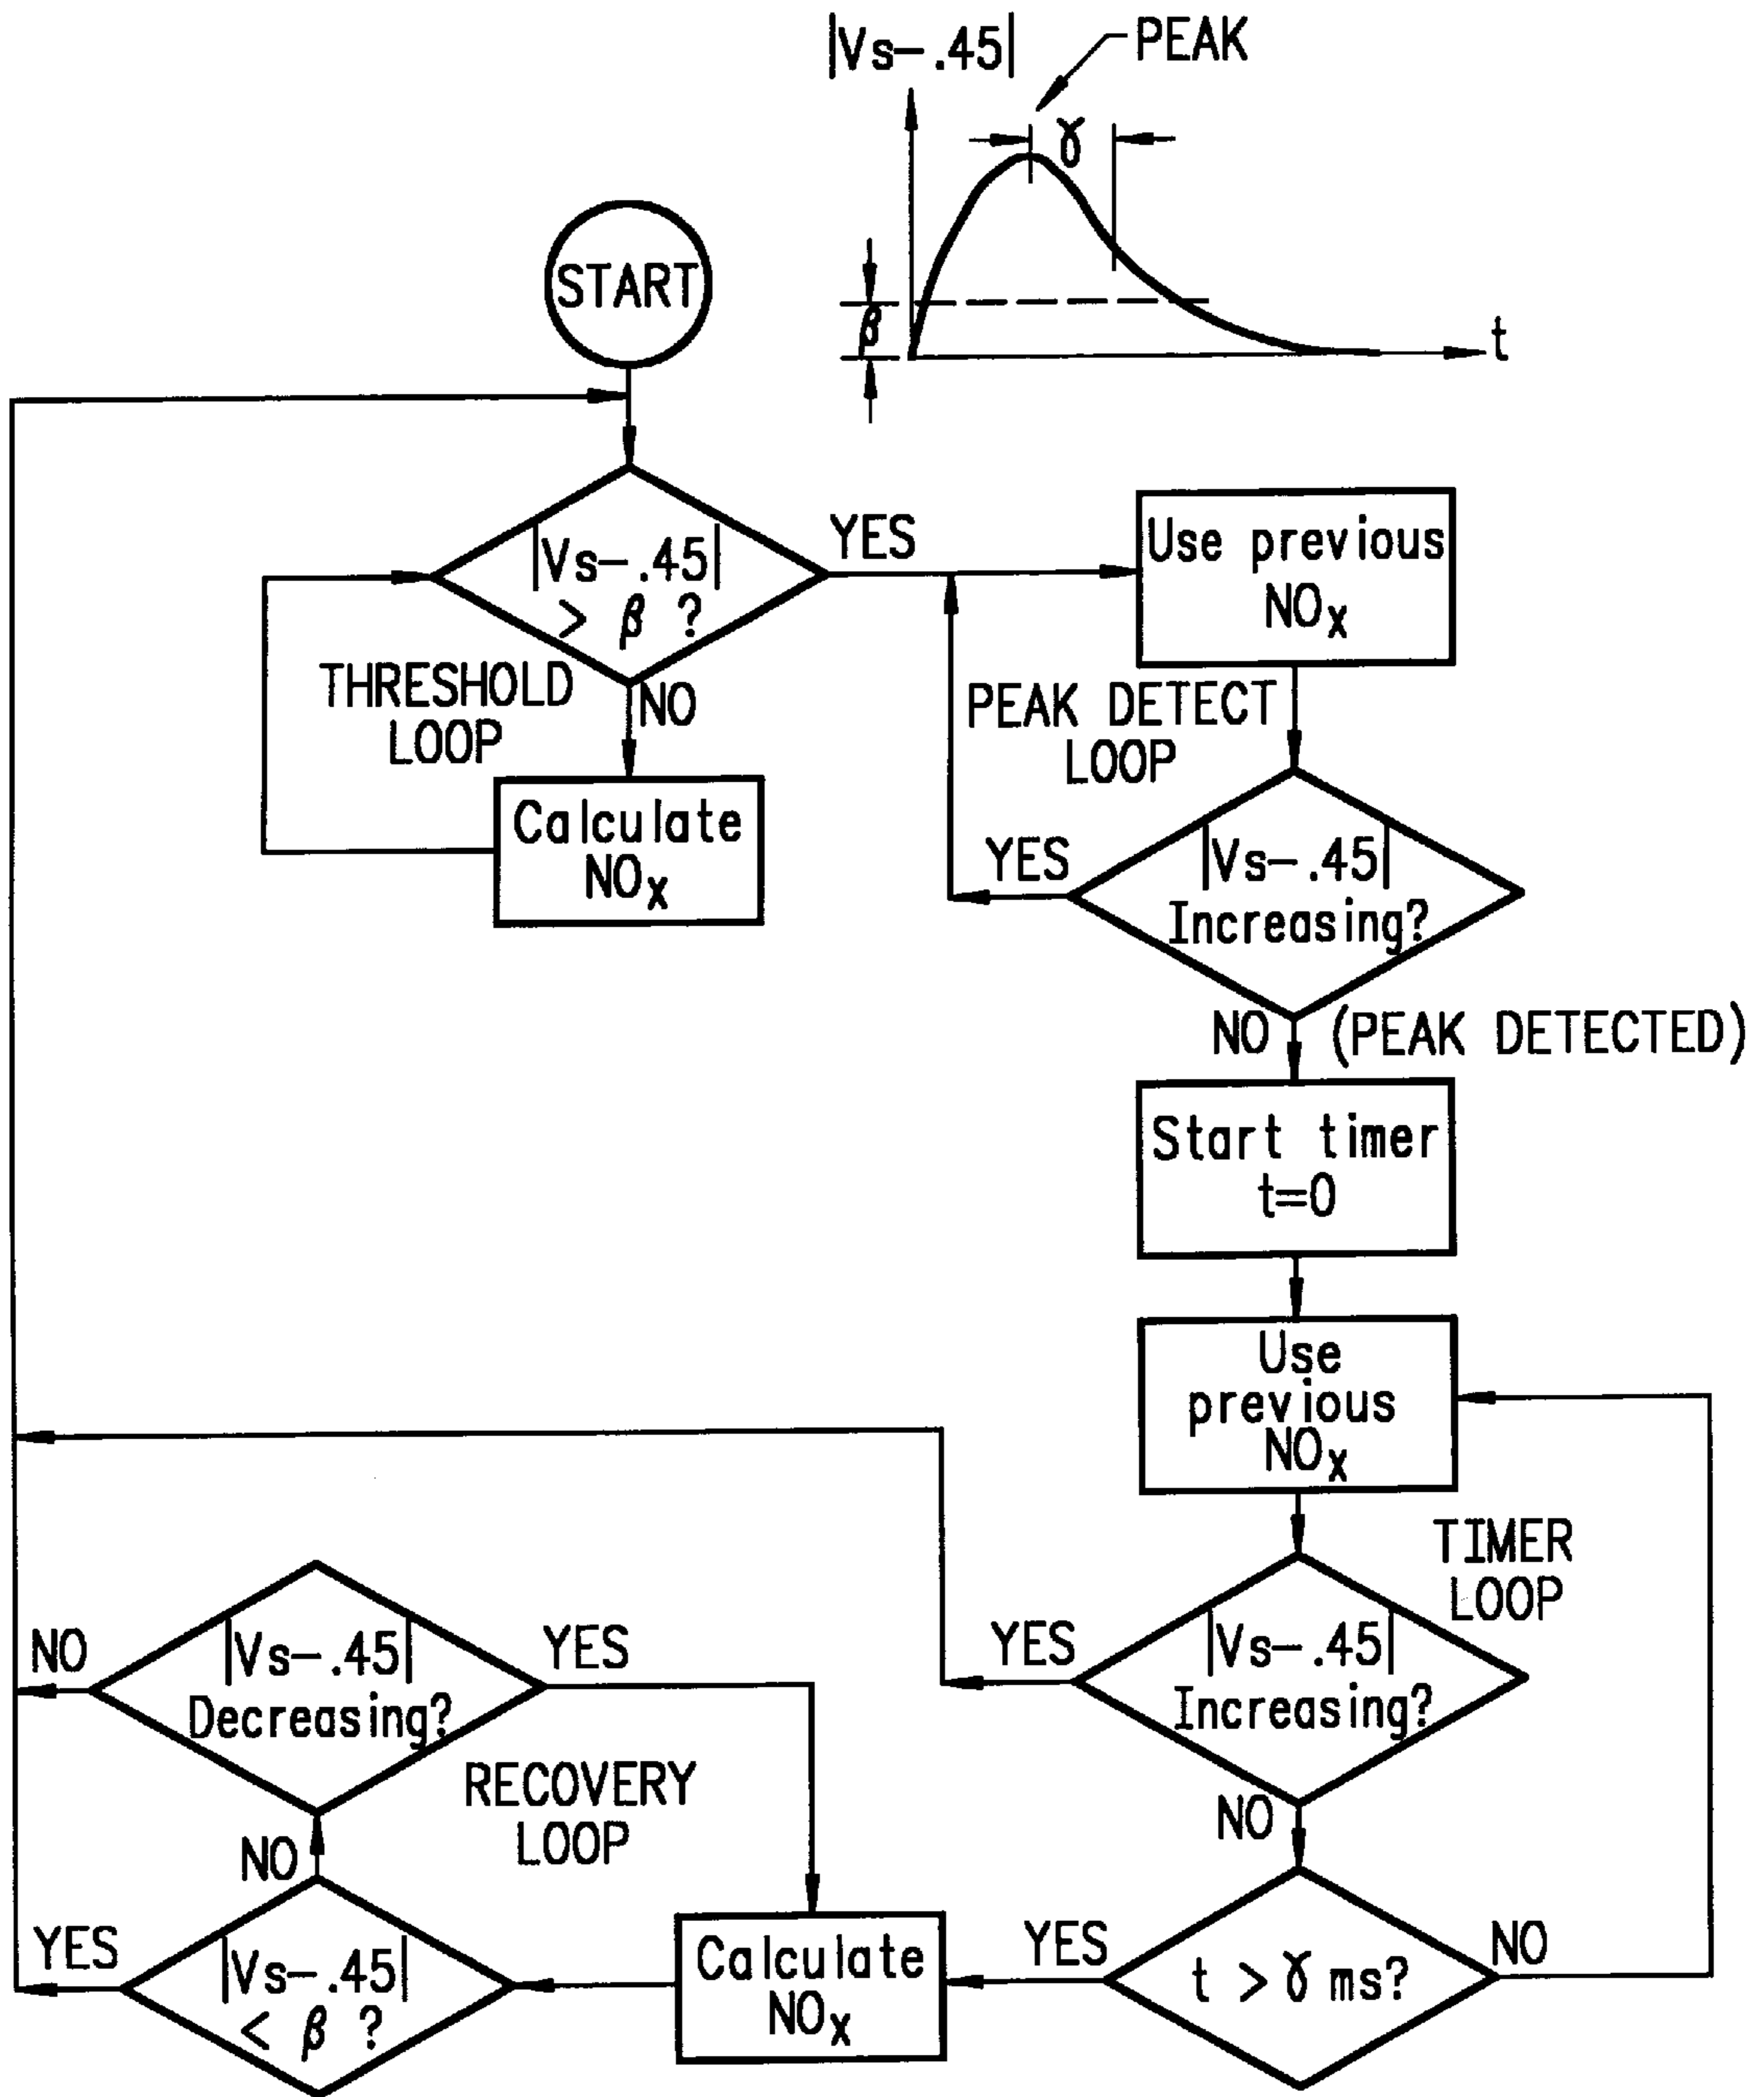 |Vs-.45|
PEAK
γ
β
t
START
|Vs-.45|
> β ?
YES
NO
THRESHOLD
LOOP
Calculate
NOx
Use previous
NOx
PEAK DETECT
LOOP
|Vs-.45|
Increasing?
YES
NO (PEAK DETECTED)
Start timer
t=0
Use
previous
NOx
TIMER
LOOP
|Vs-.45|
Increasing?
YES
NO
t > γ ms?
NO
YES
Calculate
NOx
RECOVERY
LOOP
|Vs-.45|
< β ?
YES
NO
|Vs-.45|
Decreasing?
NO
YES